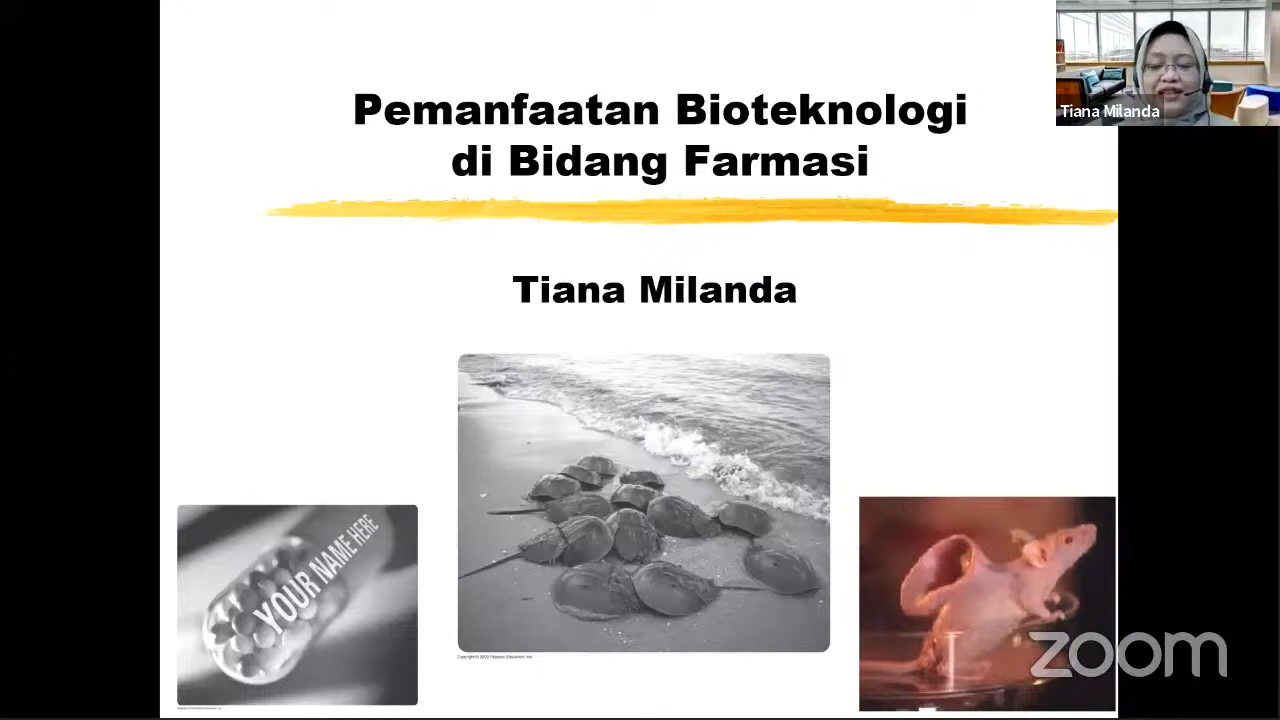 Pemanfaatan Bioteknologi
di Bidang Farmasi
Tiana Milanda
Tiana Milanda
YOUR NAME HERE
zoom